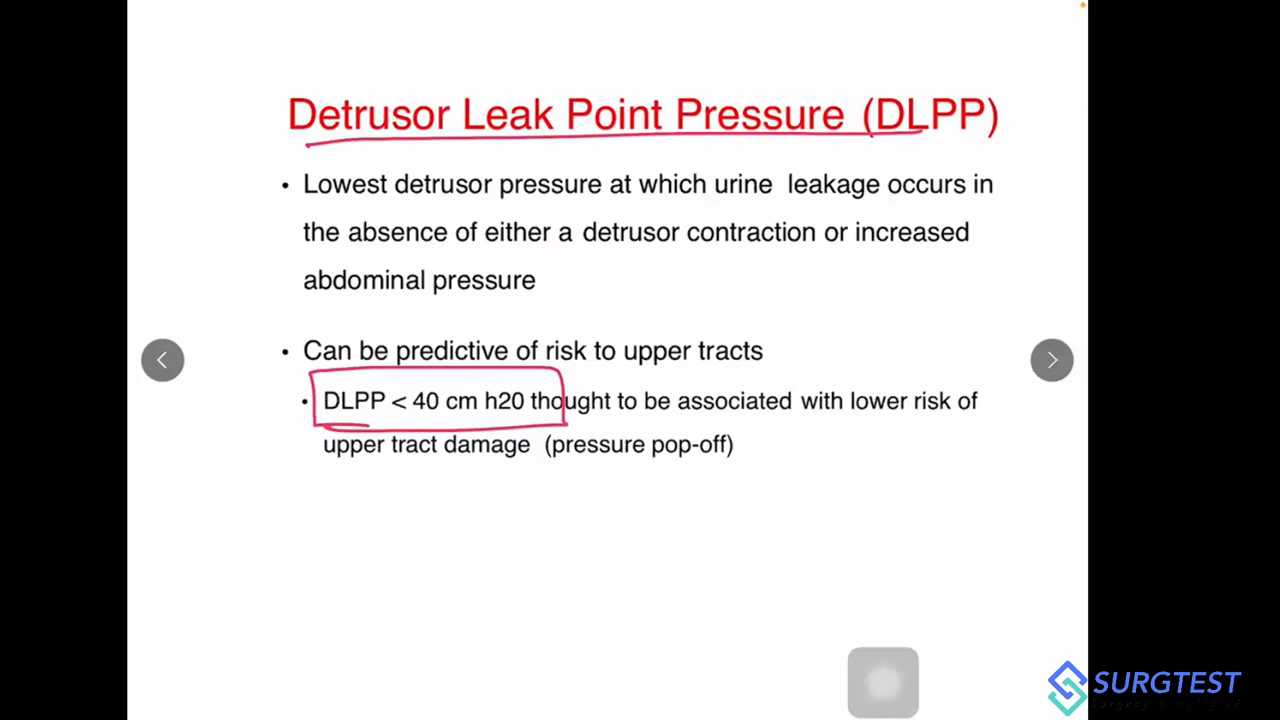 Detrusor Leak Point Pressure (DLPP)
• Lowest detrusor pressure at which urine leakage occurs in
the absence of either a detrusor contraction or increased
abdominal pressure
• Can be predictive of risk to upper tracts
• DLPP < 40 cm h20 thought to be associated with lower risk of
upper tract damage (pressure pop-off)
SURGTEST
Surgery Simplified